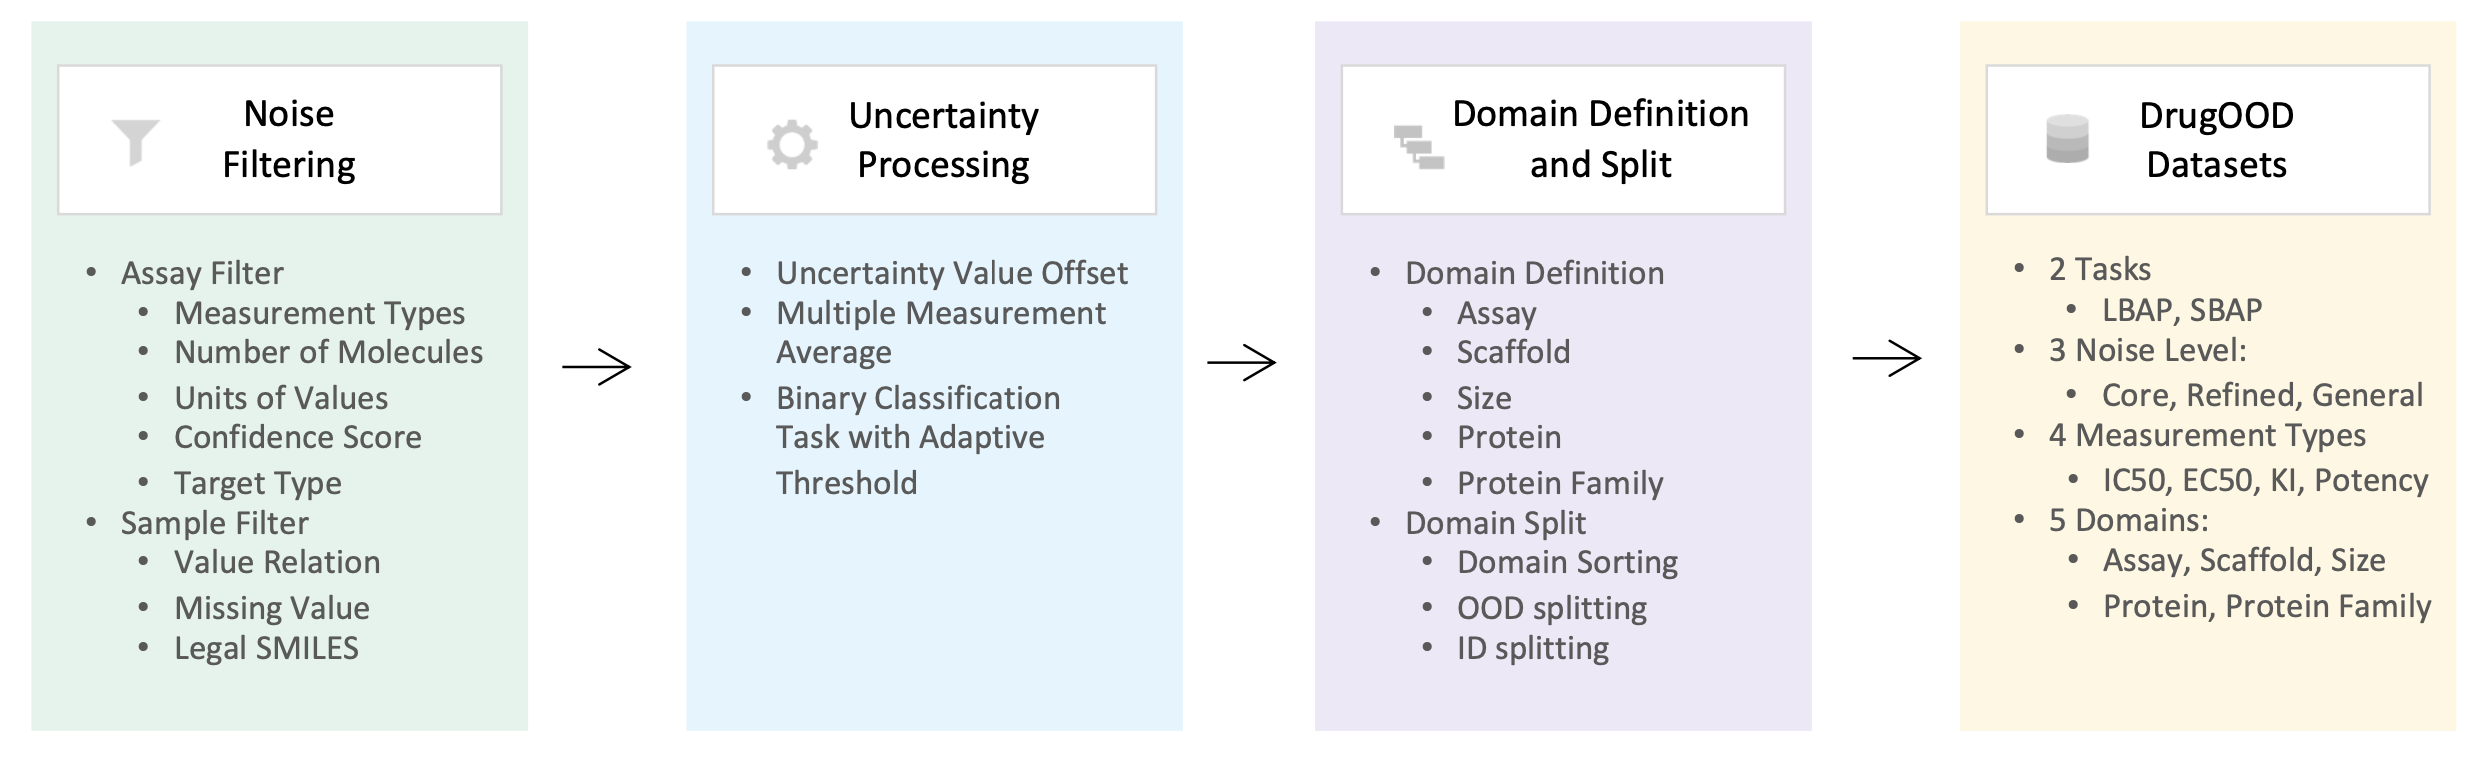 Noise
Filtering
• Assay Filter
• Measurement Types
• Number of Molecules
• Units of Values
• Confidence Score
• Target Type
• Sample Filter
• Value Relation
• Missing Value
• Legal SMILES
Uncertainty
Processing
• Uncertainty Value Offset
• Multiple Measurement
Average
• Binary Classification
Task with Adaptive
Threshold
Domain Definition
and Split
• Domain Definition
• Assay
• Scaffold
• Size
• Protein
• Protein Family
• Domain Split
• Domain Sorting
• OOD splitting
• ID splitting
DrugOOD
Datasets
• 2 Tasks
• LBAP, SBAP
• 3 Noise Level:
• Core, Refined, General
• 4 Measurement Types
• IC50, EC50, KI, Potency
• 5 Domains:
• Assay, Scaffold, Size
• Protein, Protein Family